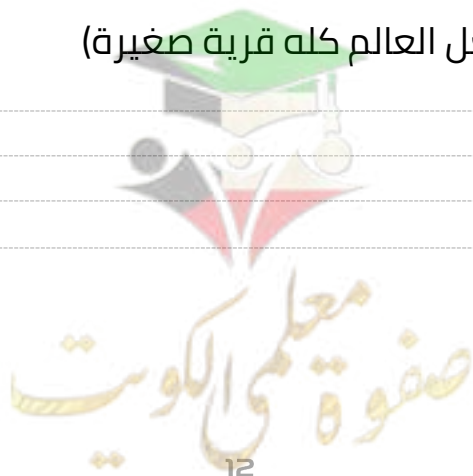 العالم كله قرية صغيرة)
صفوة معلمي الكويت
12